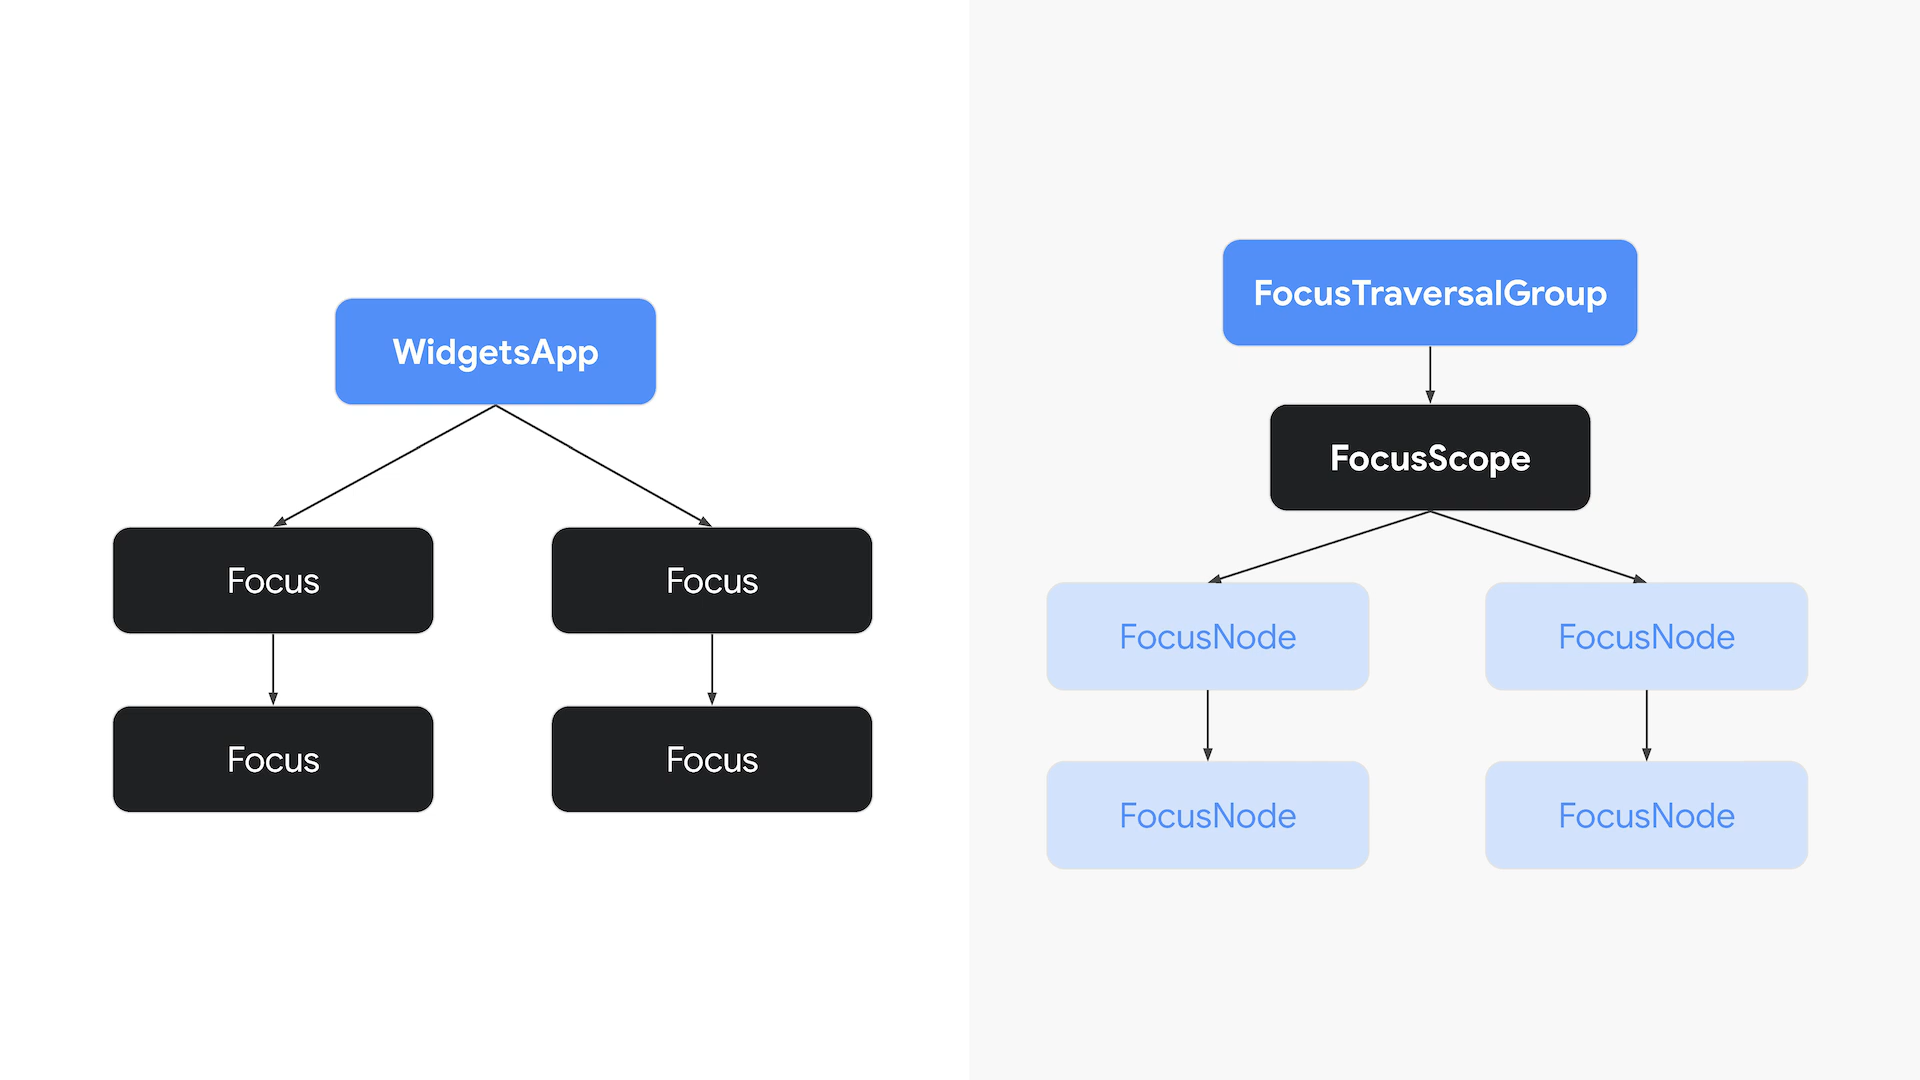 WidgetsApp
Focus
Focus
Focus
Focus
FocusTraversalGroup
FocusScope
FocusNode
FocusNode
FocusNode
FocusNode